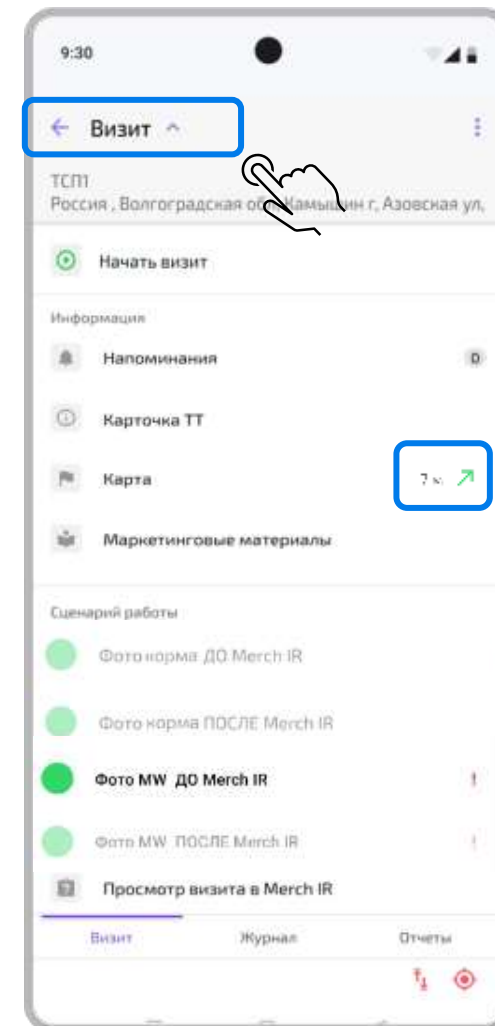 9:30
Визит
ТСП1
Россия , Волгоградская обл, Камышин г, Азовская ул,
Начать визит
Информация
Напоминания
0
Карточка ТТ
Карта
7 м.
Маркетинговые материалы
Сценарий работы
Фото корма ДО Merch IR
Фото корма ПОСЛЕ Merch IR
Фото MW ДО Merch IR !
Фото MW ПОСЛЕ Merch IR !
Просмотр визита в Merch IR
Визит Журнал Отчеты